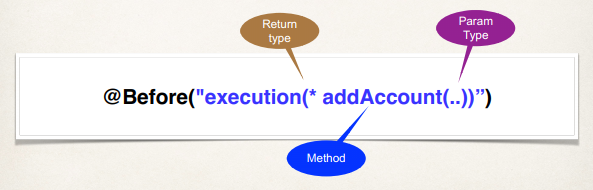 Return
type
Param
Type
@Before("execution(* addAccount(..))”)
Method